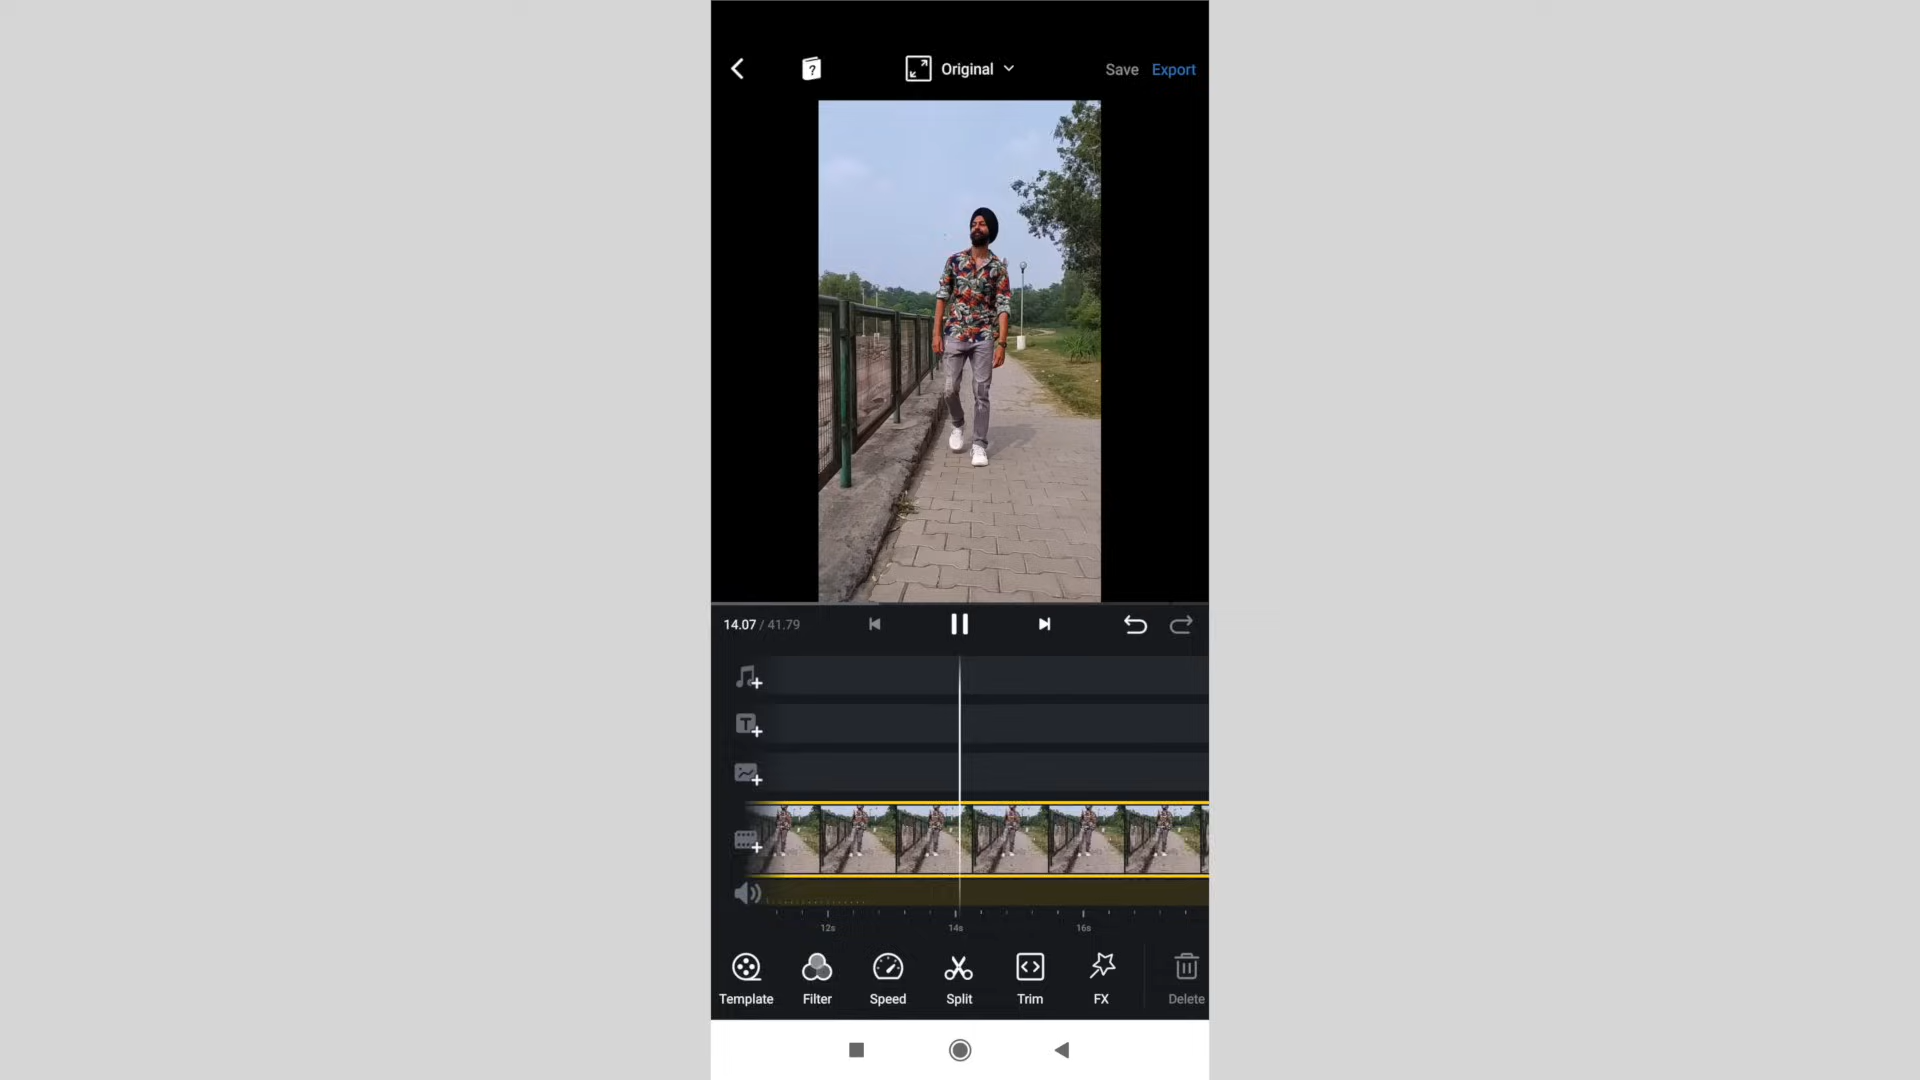 ?
Original
Save Export
14.07 / 41.79
T
12s 14s 16s
Template Filter Speed Split Trim FX Delete